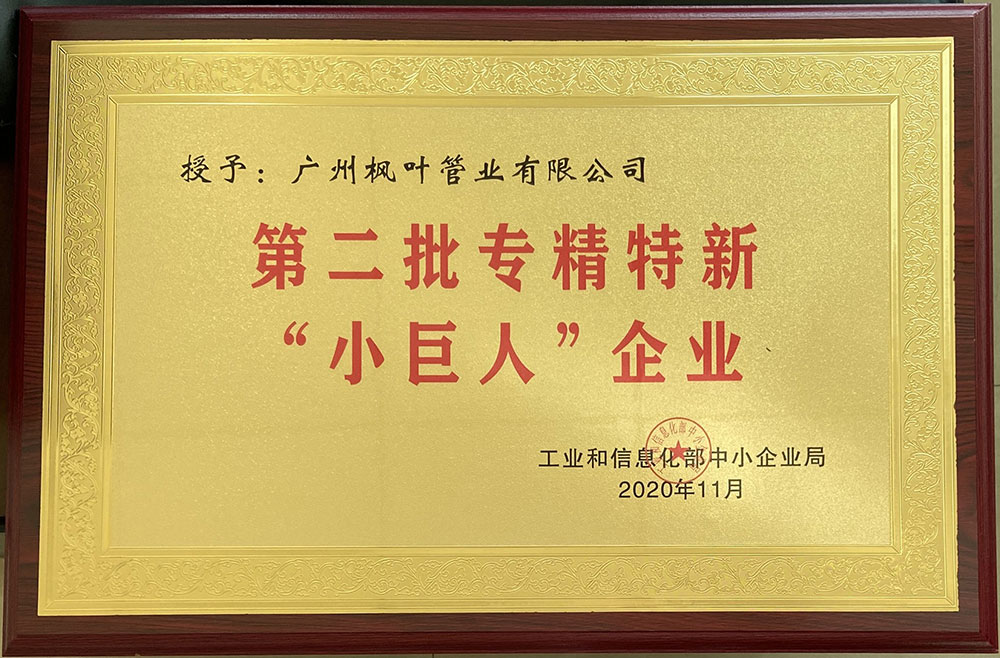 授予：广州枫叶管业有限公司
第二批专精特新
“小巨人”企业
工业和信息化部中小企业局
2020年11月